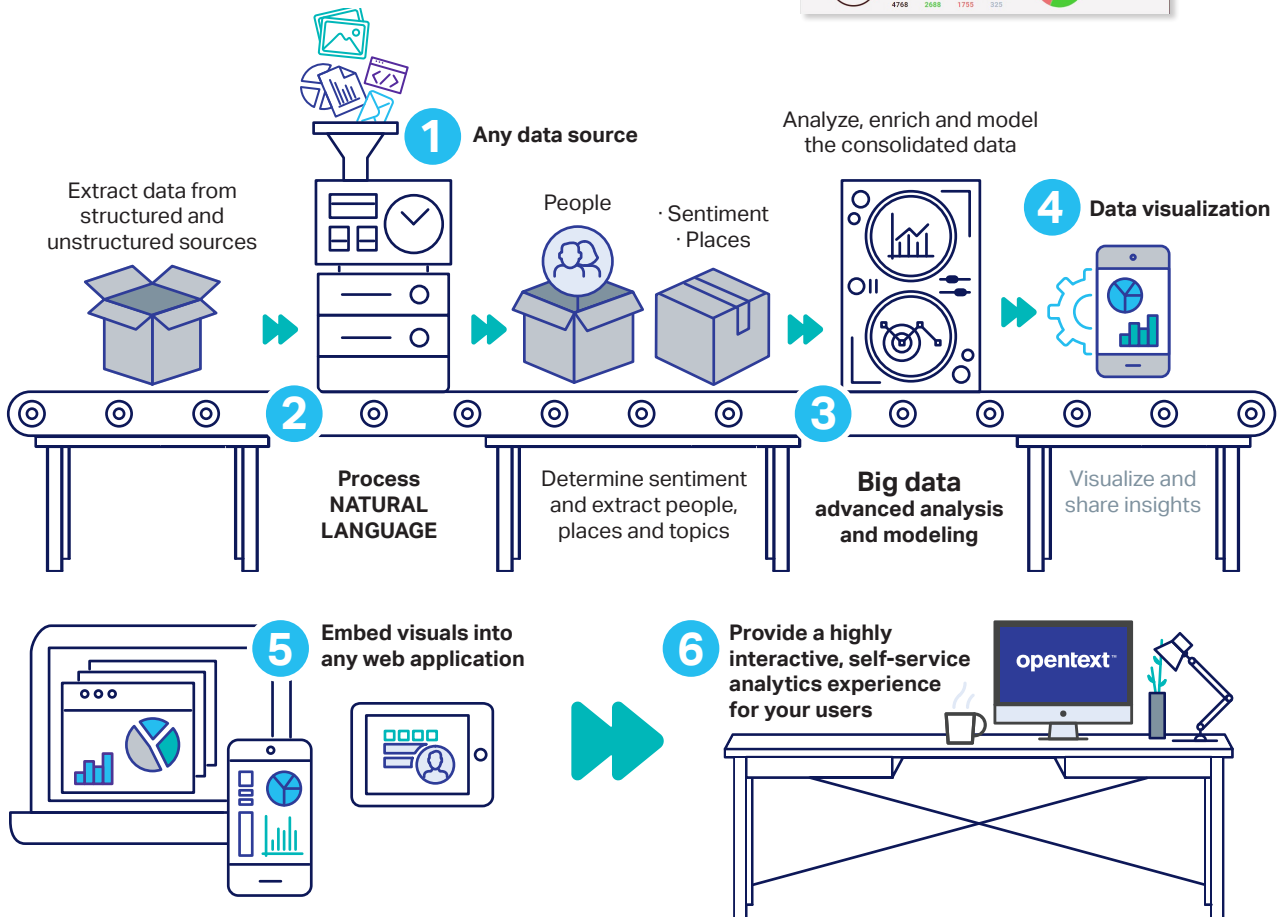 4768 2688 1755 325
1 Any data source
Extract data from
structured and
unstructured sources
People
· Sentiment
· Places
Analyze, enrich and model
the consolidated data
4 Data visualization
2
Process
NATURAL
LANGUAGE
Determine sentiment
and extract people,
places and topics
3
Big data
advanced analysis
and modeling
Visualize and
share insights
5 Embed visuals into
any web application
6 Provide a highly
interactive, self-service
analytics experience
for your users
opentext™